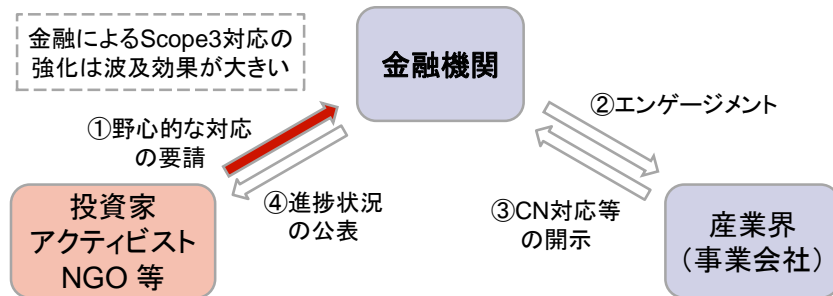 金融によるScope3対応の
強化は波及効果が大きい
金融機関
①野心的な対応
の要請
②エンゲージメント
④進捗状況
の公表
③CN対応等
の開示
投資家
アクティビスト
NGO 等
産業界
（事業会社）